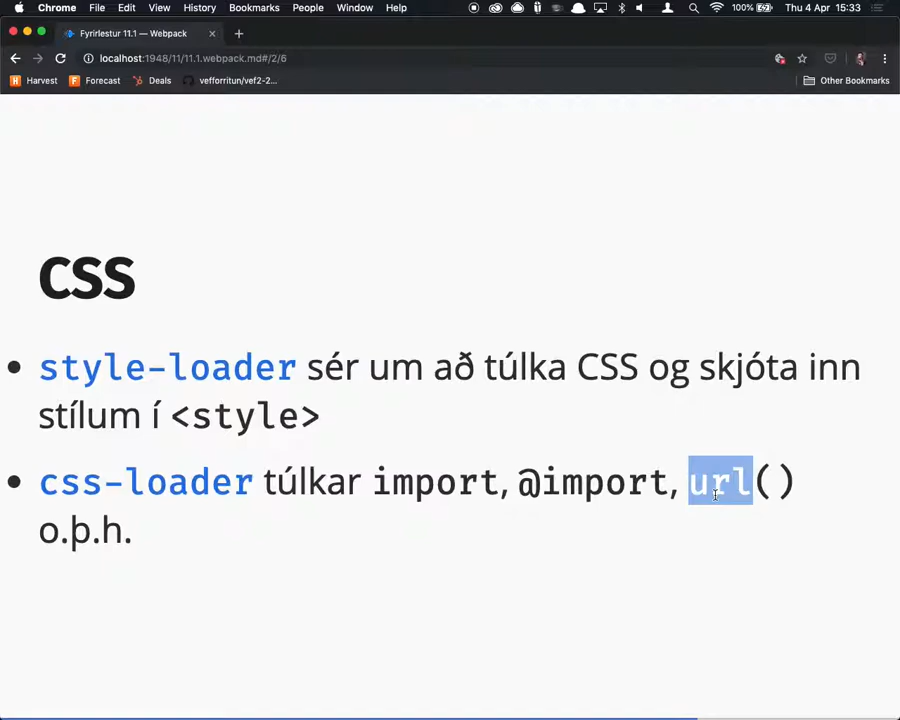 Chrome File Edit View History Bookmarks People Window Help 100% Thu 4 Apr 15:33
Fyrirlestur 11.1 — Webpack
localhost:1948/11/11.1.webpack.md#/2/6
Harvest Forecast Deals vefforritun/vef2-2... Other Bookmarks
CSS
style-loader sér um að túlka CSS og skjóta inn
stílum í <style>
css-loader túlkar import, @import, url()
o.þ.h.